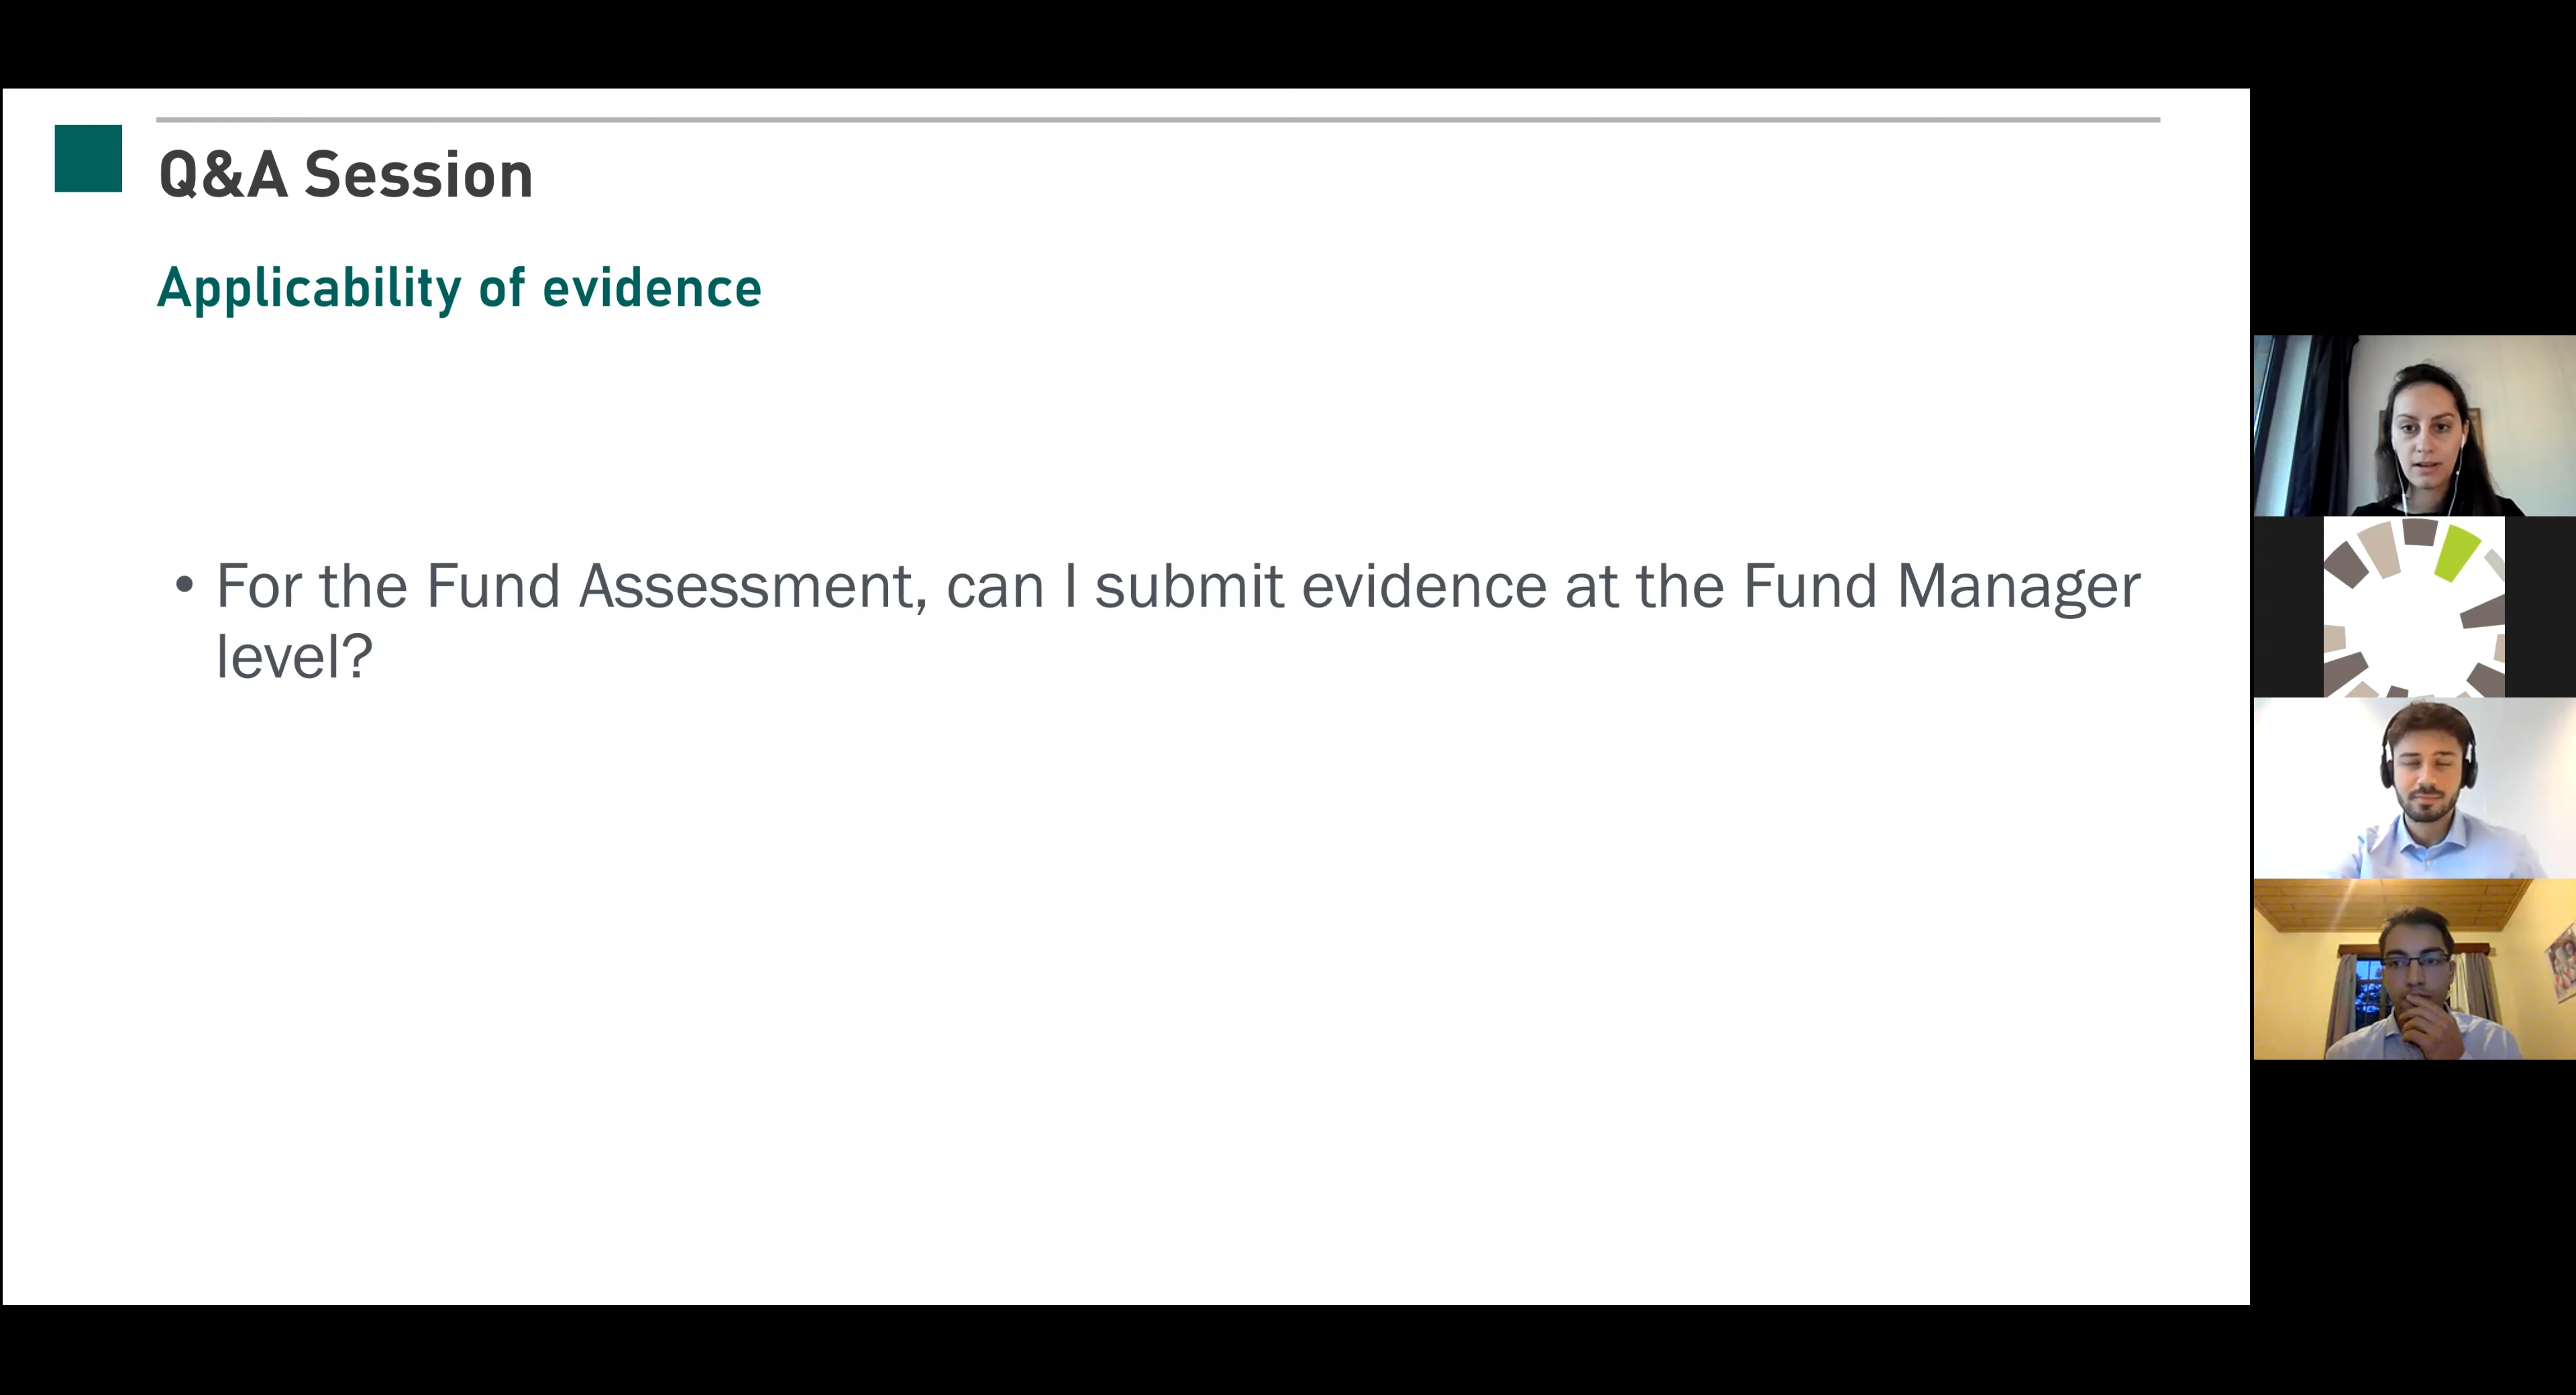 Q&A Session
Applicability of evidence
• For the Fund Assessment, can I submit evidence at the Fund Manager
level?